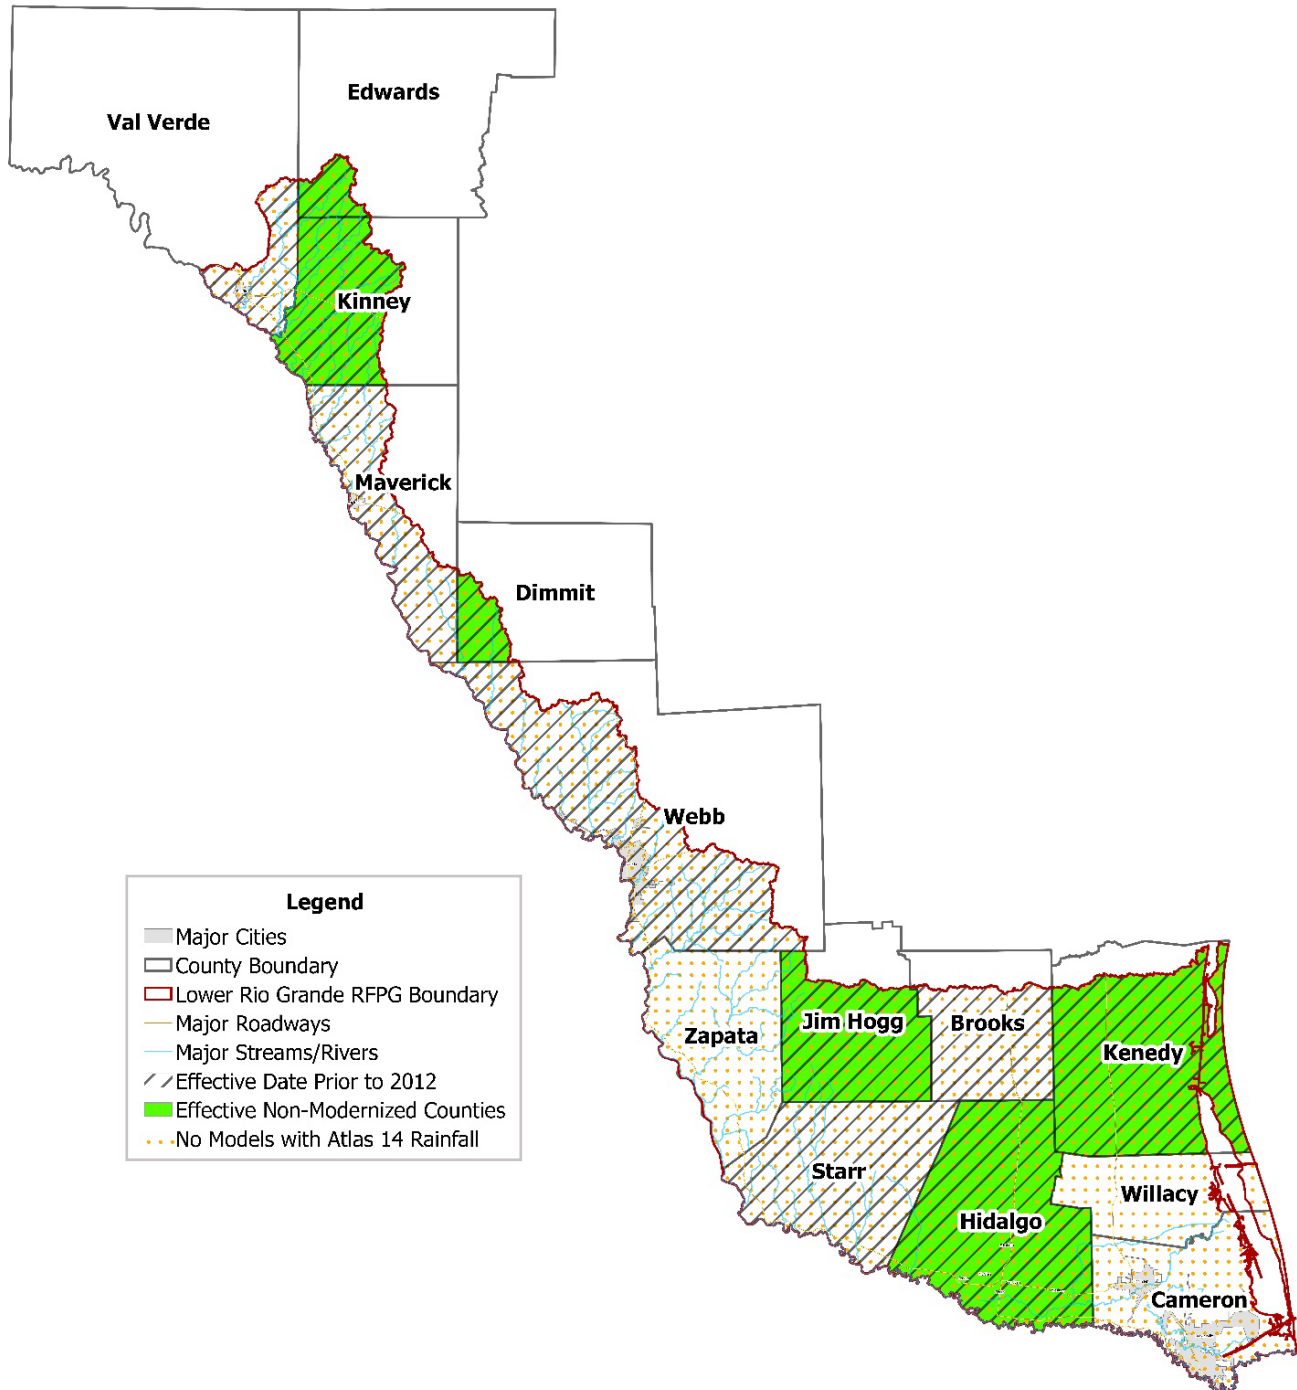 Edwards
Val Verde
Kinney
Maverick
Dimmit
Webb
Legend
Major Cities
County Boundary
Lower Rio Grande RFPG Boundary
Major Roadways
Major Streams/Rivers
Effective Date Prior to 2012
Effective Non-Modernized Counties
No Models with Atlas 14 Rainfall
Zapata
Jim Hogg
Brooks
Kenedy
Starr
Willacy
Hidalgo
Cameron